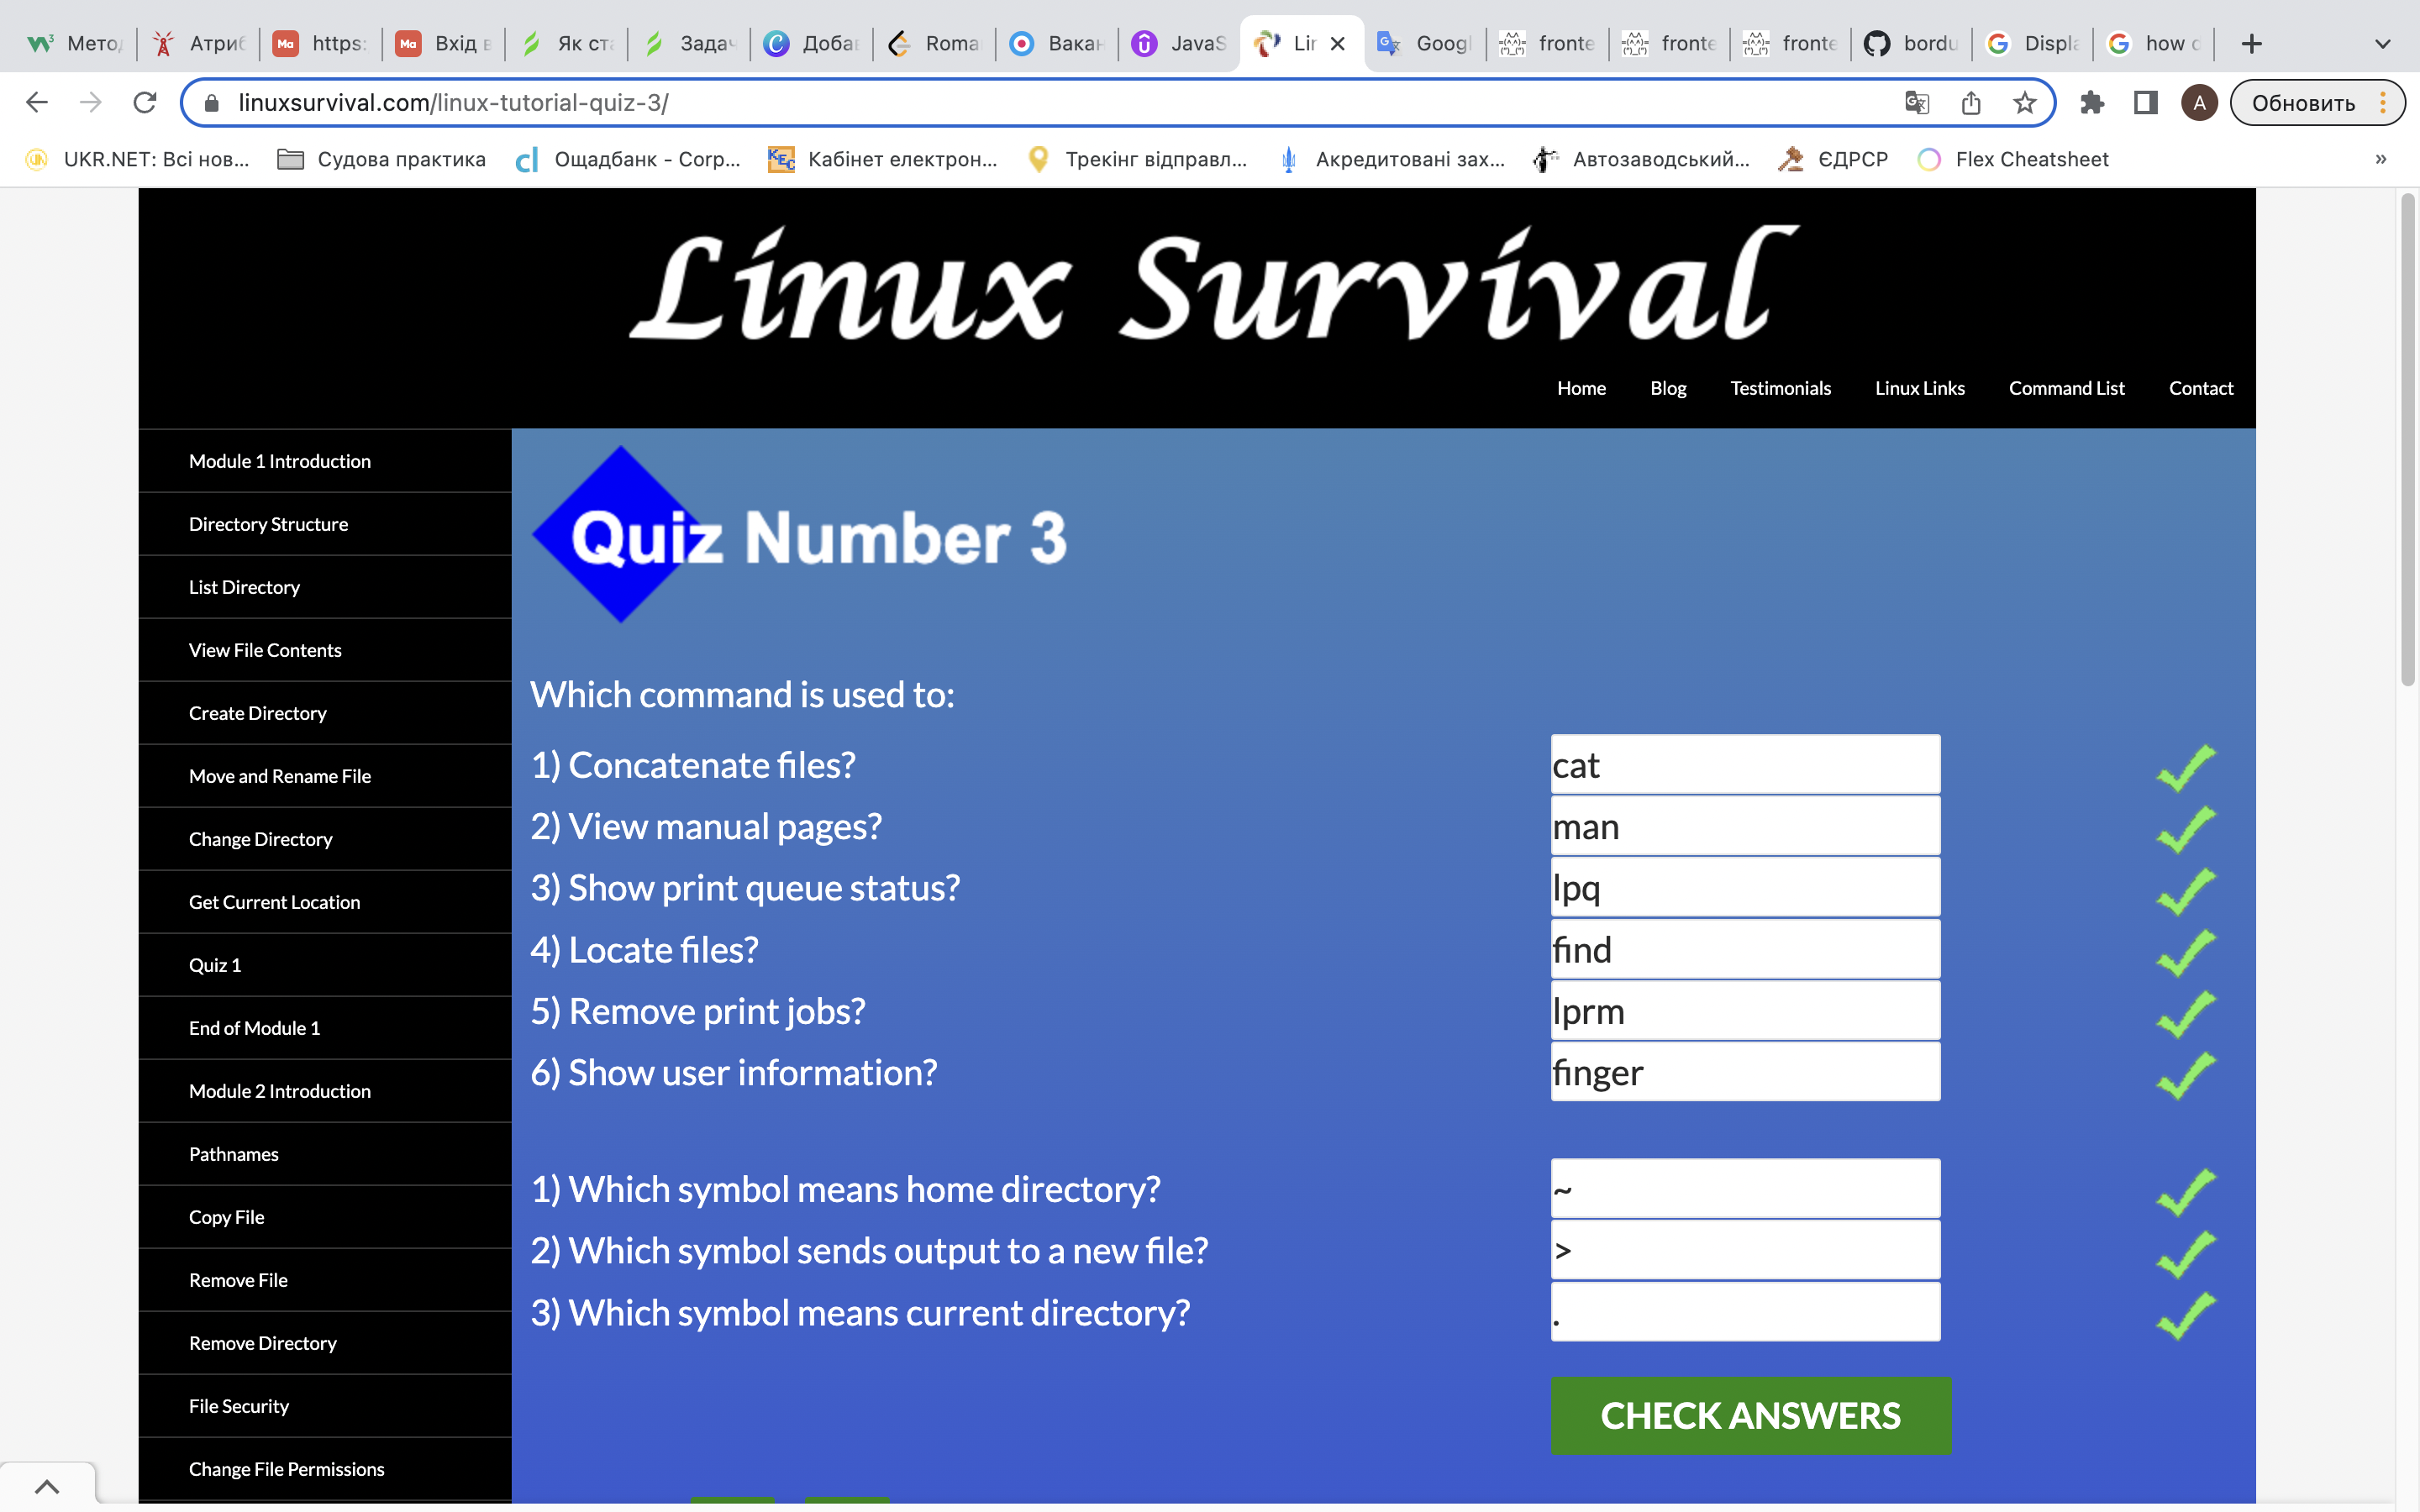 Мето
Атриб
https:
Вхід в
Як ст
Задач
Доба
Roma
Вакан
JavaS
Lir
Googl
fronte
fronte
fronte
bordu
Displa
how
linuxsurvival.com/linux-tutorial-quiz-3/
A
Обновить
UKR.NET: Всі нов...
Судова практика
Ощадбанк - Corp...
Кабінет електрон...
Трекінг відправл...
Акредитовані зах...
Автозаводський...
ЄДРСР
Flex Cheatsheet
»
Linux Survival
Home Blog Testimonials Linux Links Command List Contact
Module 1 Introduction
Directory Structure
List Directory
View File Contents
Create Directory
Move and Rename File
Change Directory
Get Current Location
Quiz 1
End of Module 1
Module 2 Introduction
Pathnames
Copy File
Remove File
Remove Directory
File Security
Change File Permissions
Quiz Number 3
Which command is used to:
1) Concatenate files? cat
2) View manual pages? man
3) Show print queue status? lpq
4) Locate files? find
5) Remove print jobs? lprm
6) Show user information? finger
1) Which symbol means home directory? ~
2) Which symbol sends output to a new file? >
3) Which symbol means current directory? .
CHECK ANSWERS